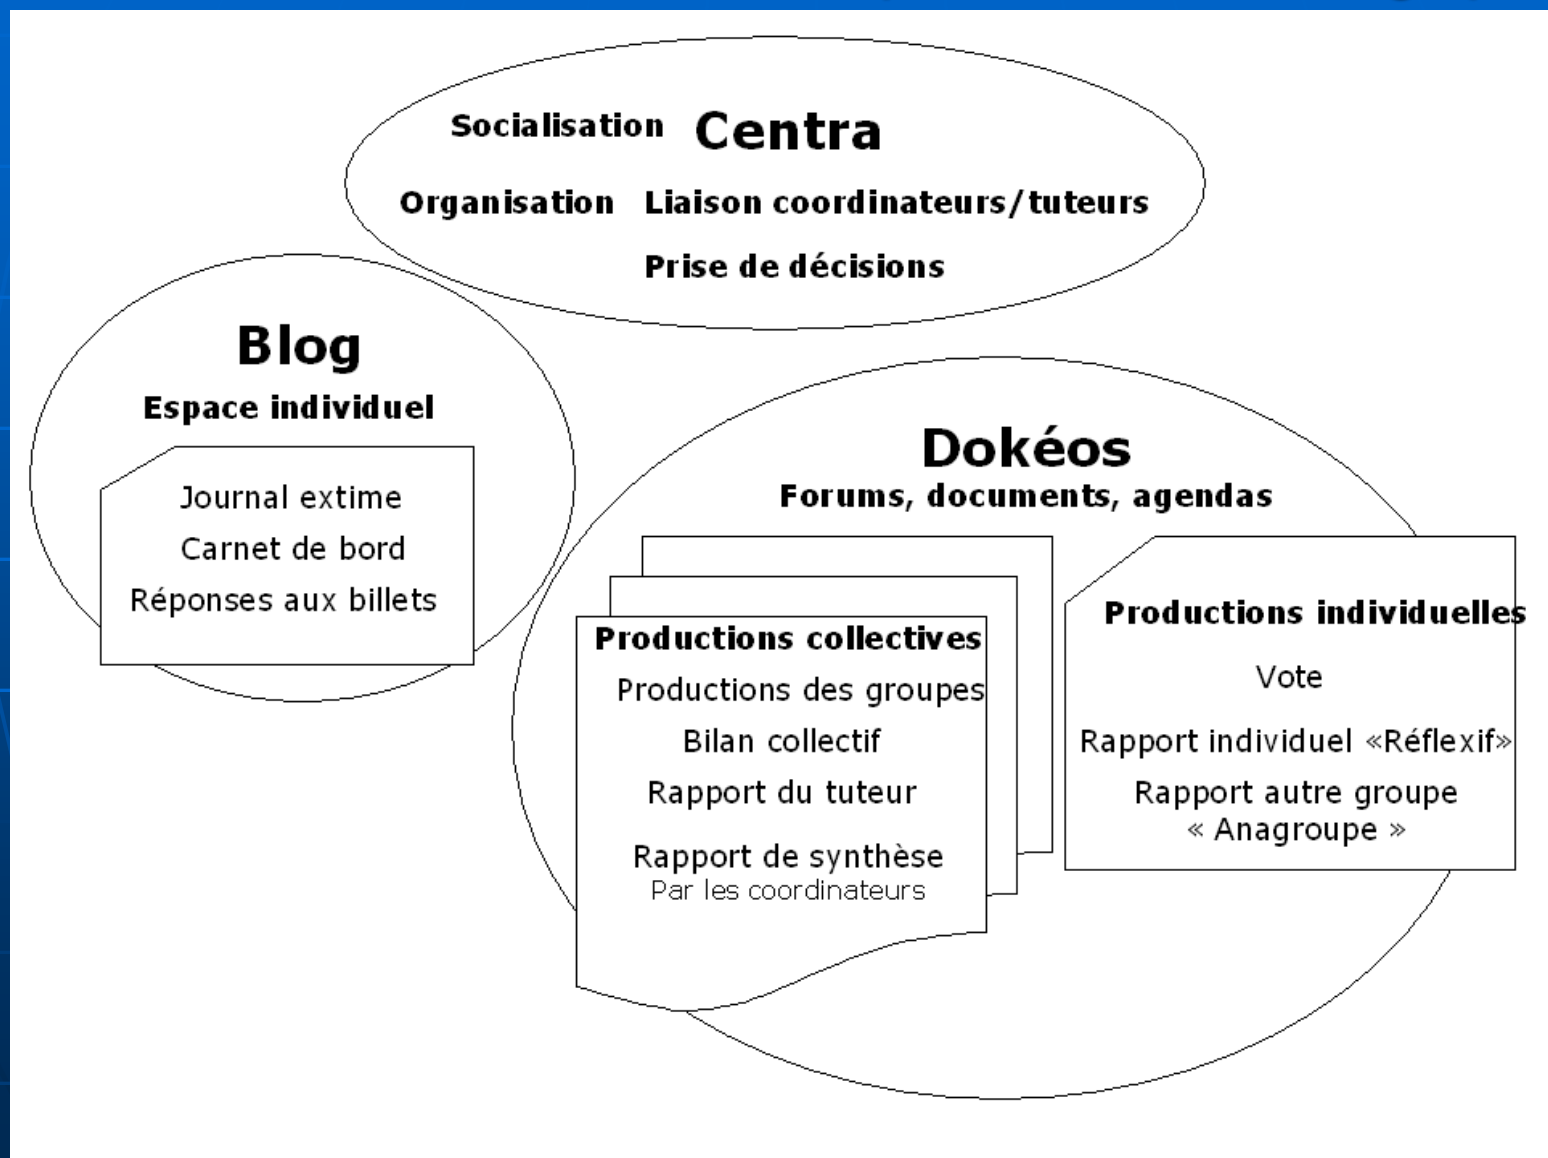 Socialisation Centra
Organisation Liaison coordinateurs/tuteurs
Prise de décisions
Blog
Espace individuel
Journal extime
Carnet de bord
Réponses aux billets
Dokéos
Forums, documents, agendas
Productions collectives
Productions des groupes
Bilan collectif
Rapport du tuteur
Rapport de synthèse
Par les coordinateurs
Productions individuelles
Vote
Rapport individuel «Réflexif»
Rapport autre groupe
« Anagroupe »